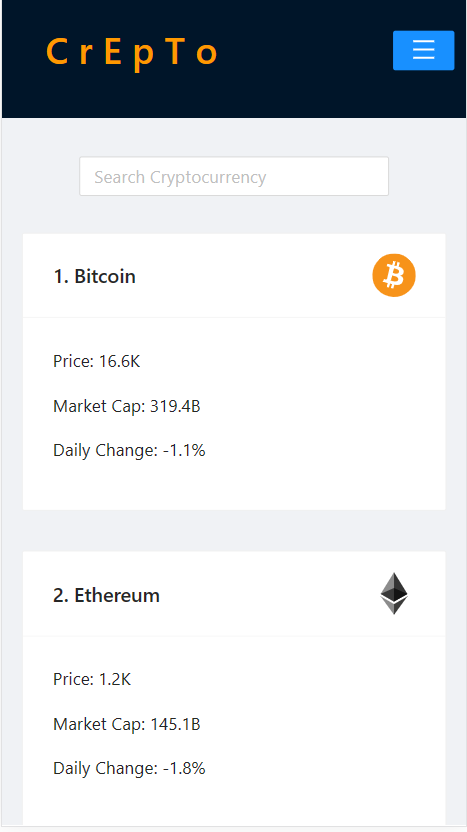 C r E p T o
Search Cryptocurrency
1. Bitcoin
Price: 16.6K
Market Cap: 319.4B
Daily Change: -1.1%
2. Ethereum
Price: 1.2K
Market Cap: 145.1B
Daily Change: -1.8%